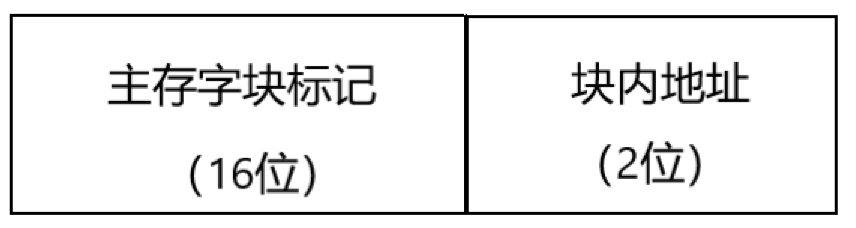 主存字块标记
（16位）
块内地址
（2位）